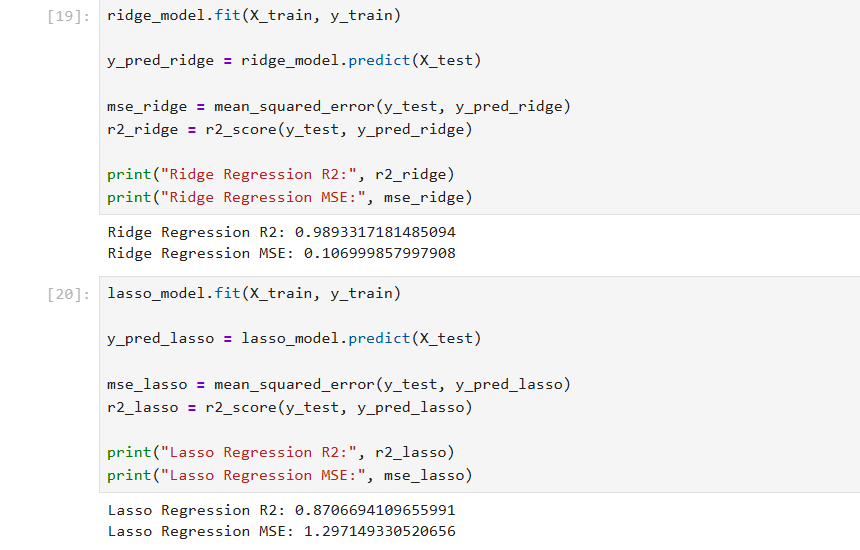 [19]: ridge_model.fit(X_train, y_train)
y_pred_ridge = ridge_model.predict(X_test)
mse_ridge = mean_squared_error(y_test, y_pred_ridge)
r2_ridge = r2_score(y_test, y_pred_ridge)
print("Ridge Regression R2:", r2_ridge)
print("Ridge Regression MSE:", mse_ridge)
Ridge Regression R2: 0.9893317181485094
Ridge Regression MSE: 0.106999857997908
[20]: lasso_model.fit(X_train, y_train)
y_pred_lasso = lasso_model.predict(X_test)
mse_lasso = mean_squared_error(y_test, y_pred_lasso)
r2_lasso = r2_score(y_test, y_pred_lasso)
print("Lasso Regression R2:", r2_lasso)
print("Lasso Regression MSE:", mse_lasso)
Lasso Regression R2: 0.8706694109655991
Lasso Regression MSE: 1.297149330520656